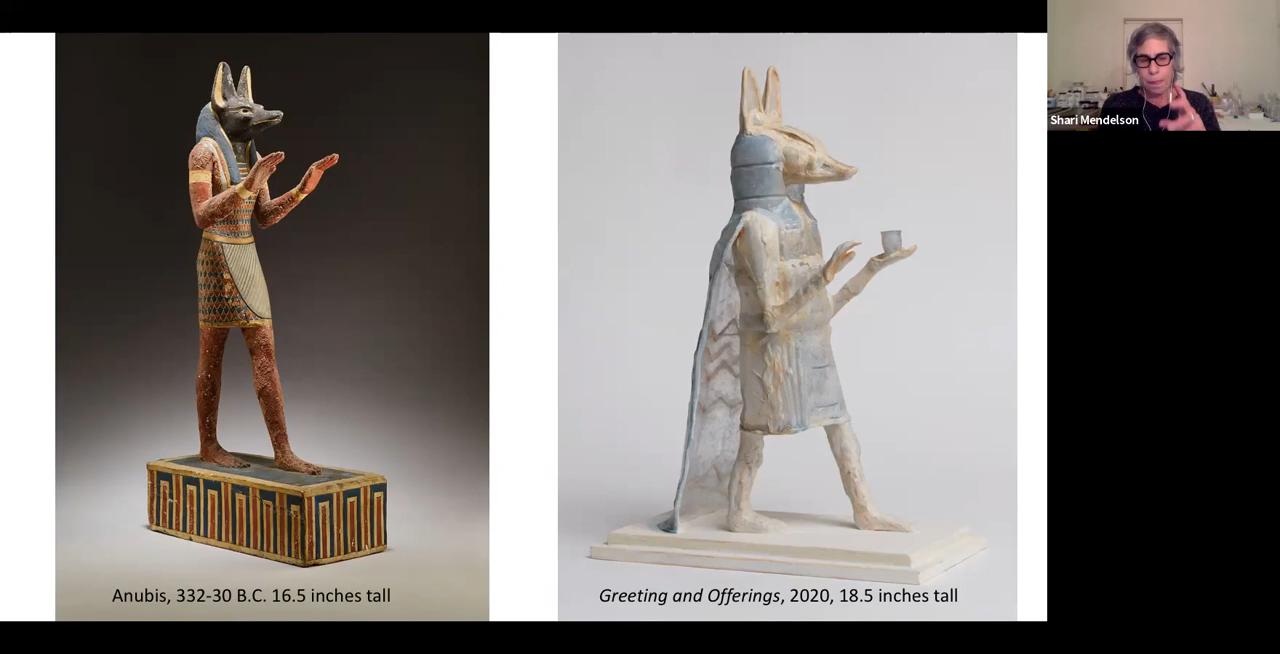 Shari Mendelson
Anubis, 332-30 B.C. 16.5 inches tall
Greeting and Offerings, 2020, 18.5 inches tall